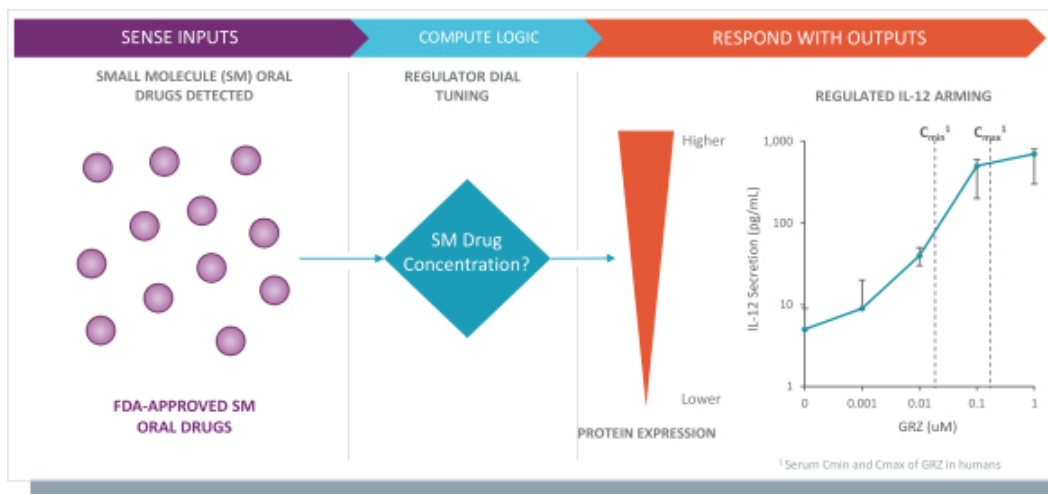 SENSE INPUTS
COMPUTE LOGIC
RESPOND WITH OUTPUTS
SMALL MOLECULE (SM) ORAL
DRUGS DETECTED
FDA-APPROVED SM
ORAL DRUGS
REGULATOR DIAL
TUNING
SM Drug
Concentration?
Higher
Lower
PROTEIN EXPRESSION
REGULATED IL-12 ARMING
Cmin¹ Cmax¹
IL-12 Secretion (pg/mL)
1,000
100
10
1
0 0.001 0.01 0.1 1
GRZ (uM)
¹ Serum Cmin and Cmax of GRZ in humans